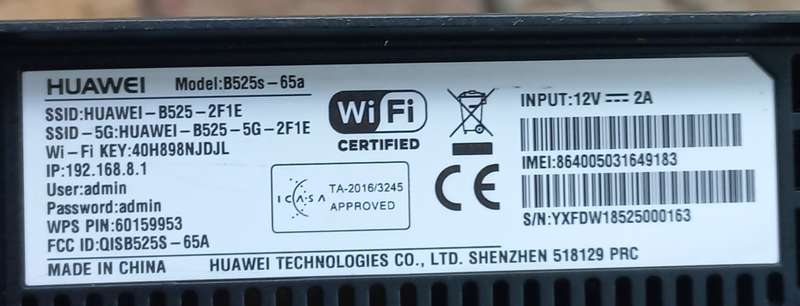 HUAWEI Model:B525s-65a
SSID:HUAWEI-B525-2F1E
SSID-5G:HUAWEI-B525-5G-2F1E
Wi-Fi KEY:40H898NJDJL
IP:192.168.8.1
User:admin
Password:admin
WPS PIN:60159953
FCC ID:QISB525S-65A
MADE IN CHINA
Wi Fi
CERTIFIED
ICASA
TA-2016/3245
APPROVED
CE
INPUT:12V ⎓ 2A
IMEI:864005031649183
S/N:YXFDW18525000163
HUAWEI TECHNOLOGIES CO., LTD. SHENZHEN 518129 PRC